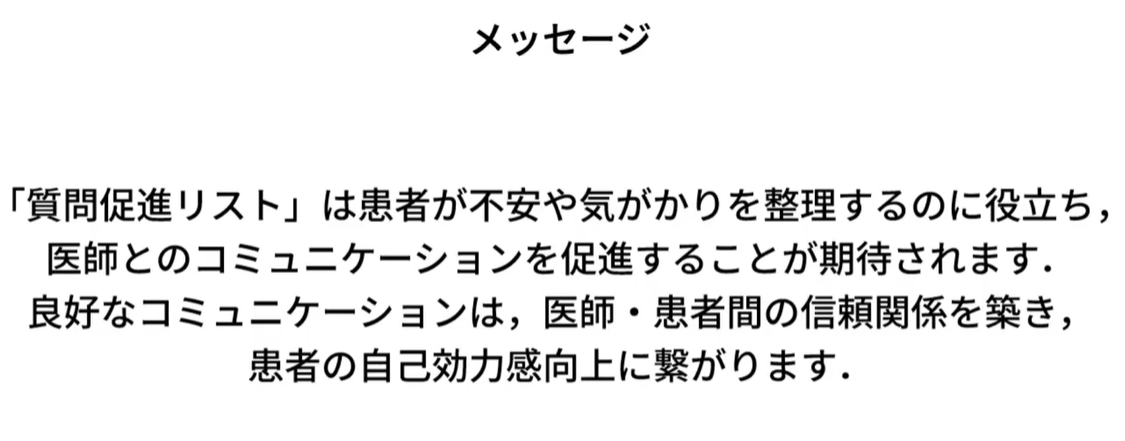 メッセージ
「質問促進リスト」は患者が不安や気がかりを整理するのに役立ち，
医師とのコミュニケーションを促進することが期待されます．
良好なコミュニケーションは，医師・患者間の信頼関係を築き，
患者の自己効力感向上に繋がります．